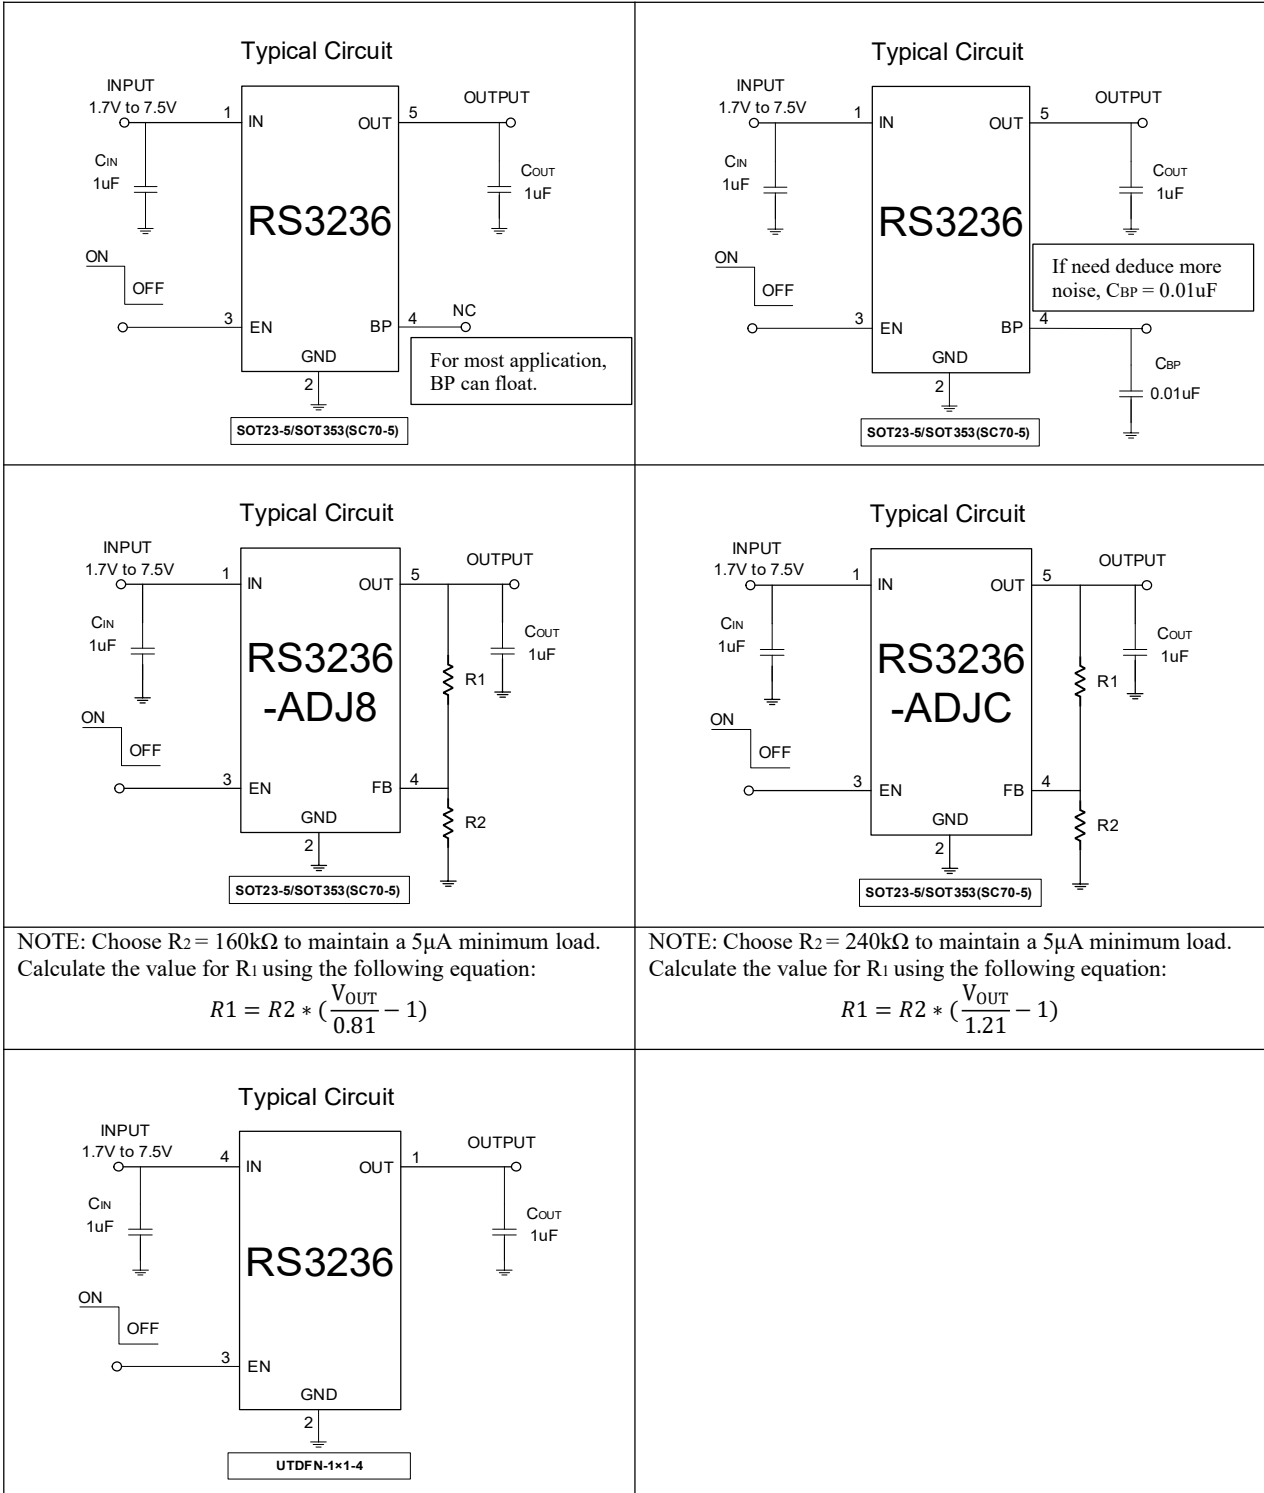 Typical Circuit
INPUT
1.7V to 7.5V
1
IN
OUT
5
OUTPUT
CIN
1uF
COUT
1uF
RS3236
ON
OFF
3
EN
BP
4
NC
GND
2
For most application,
BP can float.
SOT23-5/SOT353(SC70-5)
Typical Circuit
INPUT
1.7V to 7.5V
1
IN
OUT
5
OUTPUT
CIN
1uF
COUT
1uF
RS3236
ON
OFF
If need deduce more
noise, CBP = 0.01uF
3
EN
BP
4
GND
2
CBP
0.01uF
SOT23-5/SOT353(SC70-5)
Typical Circuit
INPUT
1.7V to 7.5V
1
IN
OUT
5
OUTPUT
CIN
1uF
COUT
1uF
RS3236
-ADJ8
R1
ON
OFF
3
EN
FB
4
GND
2
R2
SOT23-5/SOT353(SC70-5)
Typical Circuit
INPUT
1.7V to 7.5V
1
IN
OUT
5
OUTPUT
CIN
1uF
COUT
1uF
RS3236
-ADJC
R1
ON
OFF
3
EN
FB
4
GND
2
R2
SOT23-5/SOT353(SC70-5)
NOTE: Choose R2 = 160kΩ to maintain a 5μA minimum load.
Calculate the value for R1 using the following equation:
R1 = R2 * (VOUT/0.81 − 1)
NOTE: Choose R2 = 240kΩ to maintain a 5μA minimum load.
Calculate the value for R1 using the following equation:
R1 = R2 * (VOUT/1.21 − 1)
Typical Circuit
INPUT
1.7V to 7.5V
4
IN
OUT
1
OUTPUT
CIN
1uF
COUT
1uF
RS3236
ON
OFF
3
EN
GND
2
UTDFN-1×1-4